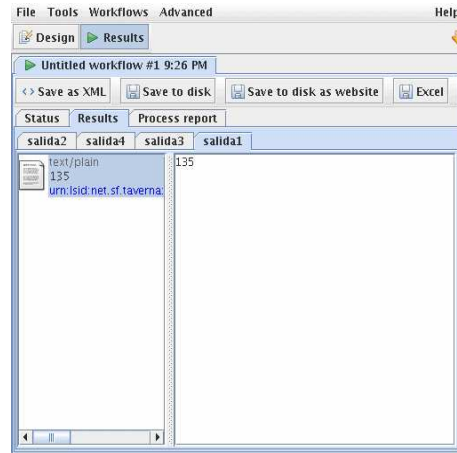 File Tools Workflows Advanced Help
Design Results
Untitled workflow #1 9:26 PM
<> Save as XML Save to disk Save to disk as website Excel
Status Results Process report
salida2 salida4 salida3 salida1
text/plain 135
135
urn:lsid:net.sf.taverna: